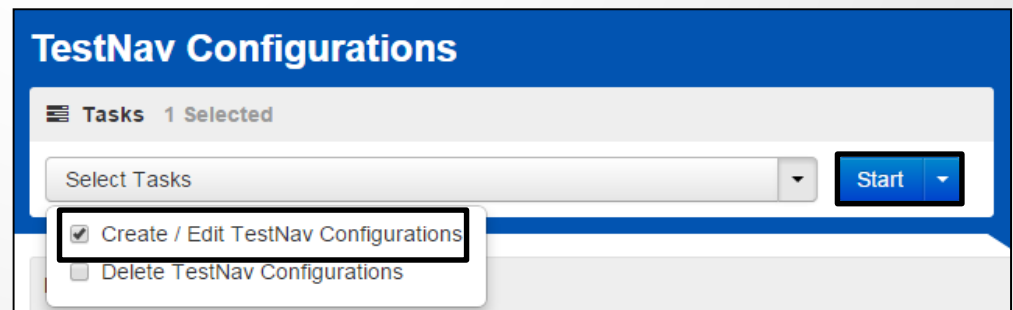 TestNav Configurations
Tasks 1 Selected
Select Tasks
Start
Create / Edit TestNav Configurations
Delete TestNav Configurations